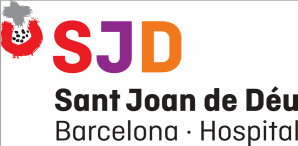 SJD
Sant Joan de Déu
Barcelona · Hospital